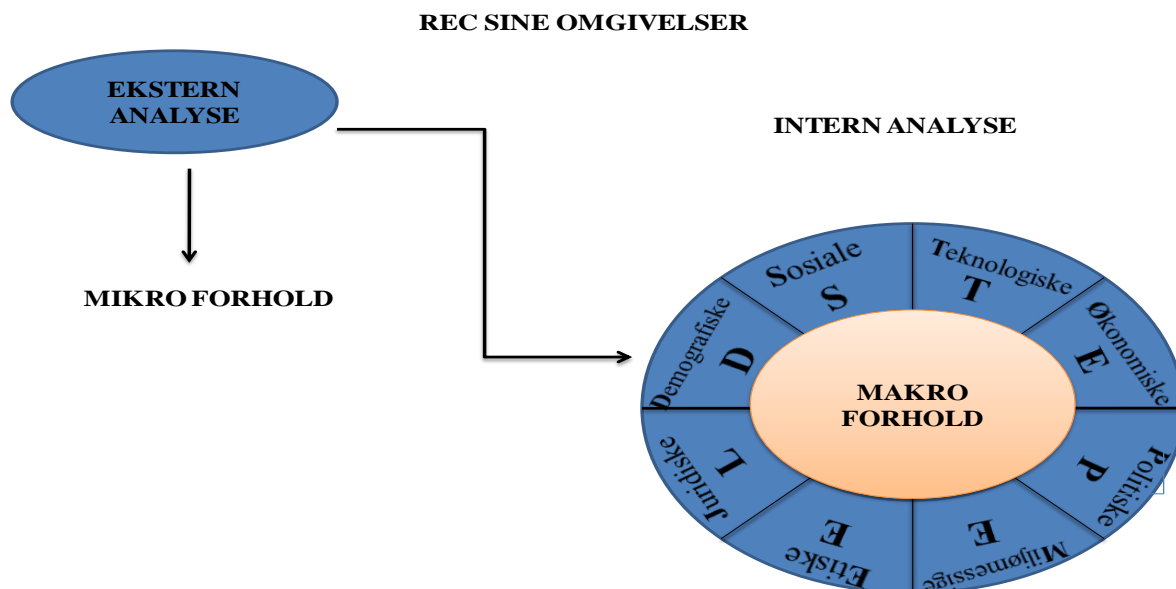 REC SINE OMGIVELSER
EKSTERN
ANALYSE
INTERN ANALYSE
MIKRO FORHOLD
Sosiale
S
Teknologiske
T
Økonomiske
E
Politiske
P
Miljømessige
E
Etiske
E
Juridiske
L
Demografiske
D
MAKRO
FORHOLD